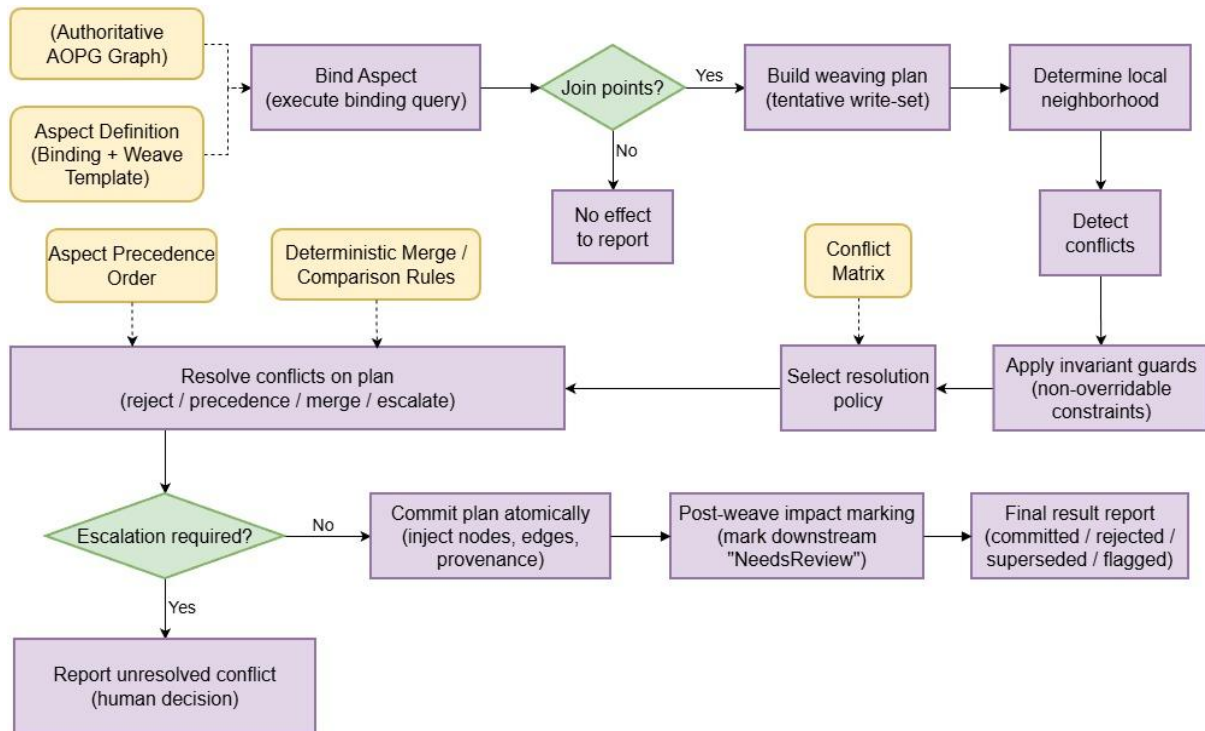 (Authoritative
AOPG Graph)
Aspect Definition
(Binding + Weave
Template)
Bind Aspect
(execute binding query)
Join points?
Yes
No
No effect
to report
Build weaving plan
(tentative write-set)
Determine local
neighborhood
Detect
conflicts
Aspect Precedence
Order
Deterministic Merge /
Comparison Rules
Conflict
Matrix
Apply invariant guards
(non-overridable
constraints)
Select resolution
policy
Resolve conflicts on plan
(reject / precedence / merge / escalate)
Escalation required?
No
Yes
Commit plan atomically
(inject nodes, edges,
provenance)
Post-weave impact marking
(mark downstream
"NeedsReview")
Final result report
(committed / rejected /
superseded / flagged)
Report unresolved conflict
(human decision)